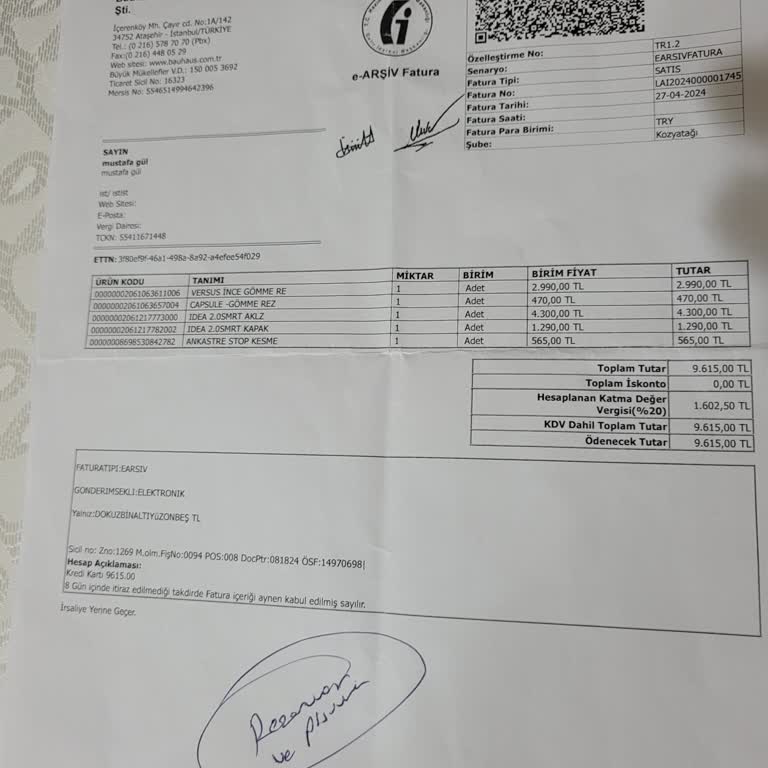 Şti.
İçerenköy Mh. Çayır cd. No:1A/142
34752 Ataşehir - İstanbul/TÜRKİYE
Tel.: (0 216) 578 70 70 (Pbx)
Fax:(0 216) 448 05 29
Web sitesi: www.bauhaus.com.tr
Büyük Mükellefler V.D.: 150 005 3692
Ticaret Sicil No: 16323
Mersis No: 5546514994642396
e-ARŞİV Fatura
Özelleştirme No: TR1.2
Senaryo: EARSIVFATURA
Fatura Tipi: SATIS
Fatura No: LAI2024000001745
Fatura Tarihi: 27-04-2024
Fatura Saati:
Fatura Para Birimi: TRY
Şube: Kozyatağı
SAYIN
mustafa gül
mustafa gül
ist/ istist
Web Sitesi:
E-Posta:
Vergi Dairesi:
TCKN: 55411671448
ETTN: 3f80ef9f-46a1-498a-8a92-a4efee54f029
ÜRÜN KODU TANIMI MİKTAR BİRİM BİRİM FİYAT TUTAR
00000002061063611006 VERSUS İNCE GÖMME RE 1 Adet 2.990,00 TL 2.990,00 TL
00000002061063657004 CAPSULE -GÖMME REZ 1 Adet 470,00 TL 470,00 TL
00000002061217773000 IDEA 2.0SMRT AKLZ 1 Adet 4.300,00 TL 4.300,00 TL
00000002061217782002 IDEA 2.0SMRT KAPAK 1 Adet 1.290,00 TL 1.290,00 TL
00000008698530842782 ANKASTRE STOP KESME 1 Adet 565,00 TL 565,00 TL
Toplam Tutar 9.615,00 TL
Toplam İskonto 0,00 TL
Hesaplanan Katma Değer
Vergisi(%20) 1.602,50 TL
KDV Dahil Toplam Tutar 9.615,00 TL
Ödenecek Tutar 9.615,00 TL
FATURATIPI:EARSIV
GONDERIMSEKLI:ELEKTRONIK
Yalnız:DOKUZBİNALTIYüZONBEŞ TL
Sicil no: Zno:1269 M.olm.FişNo:0094 POS:008 DocPtr:081824 ÖSF:14970698|
Hesap Açıklaması:
Kredi Kartı 9615.00
8 Gün içinde itiraz edilmediği takdirde Fatura içeriği aynen kabul edilmiş sayılır.
İrsaliye Yerine Geçer.
ve